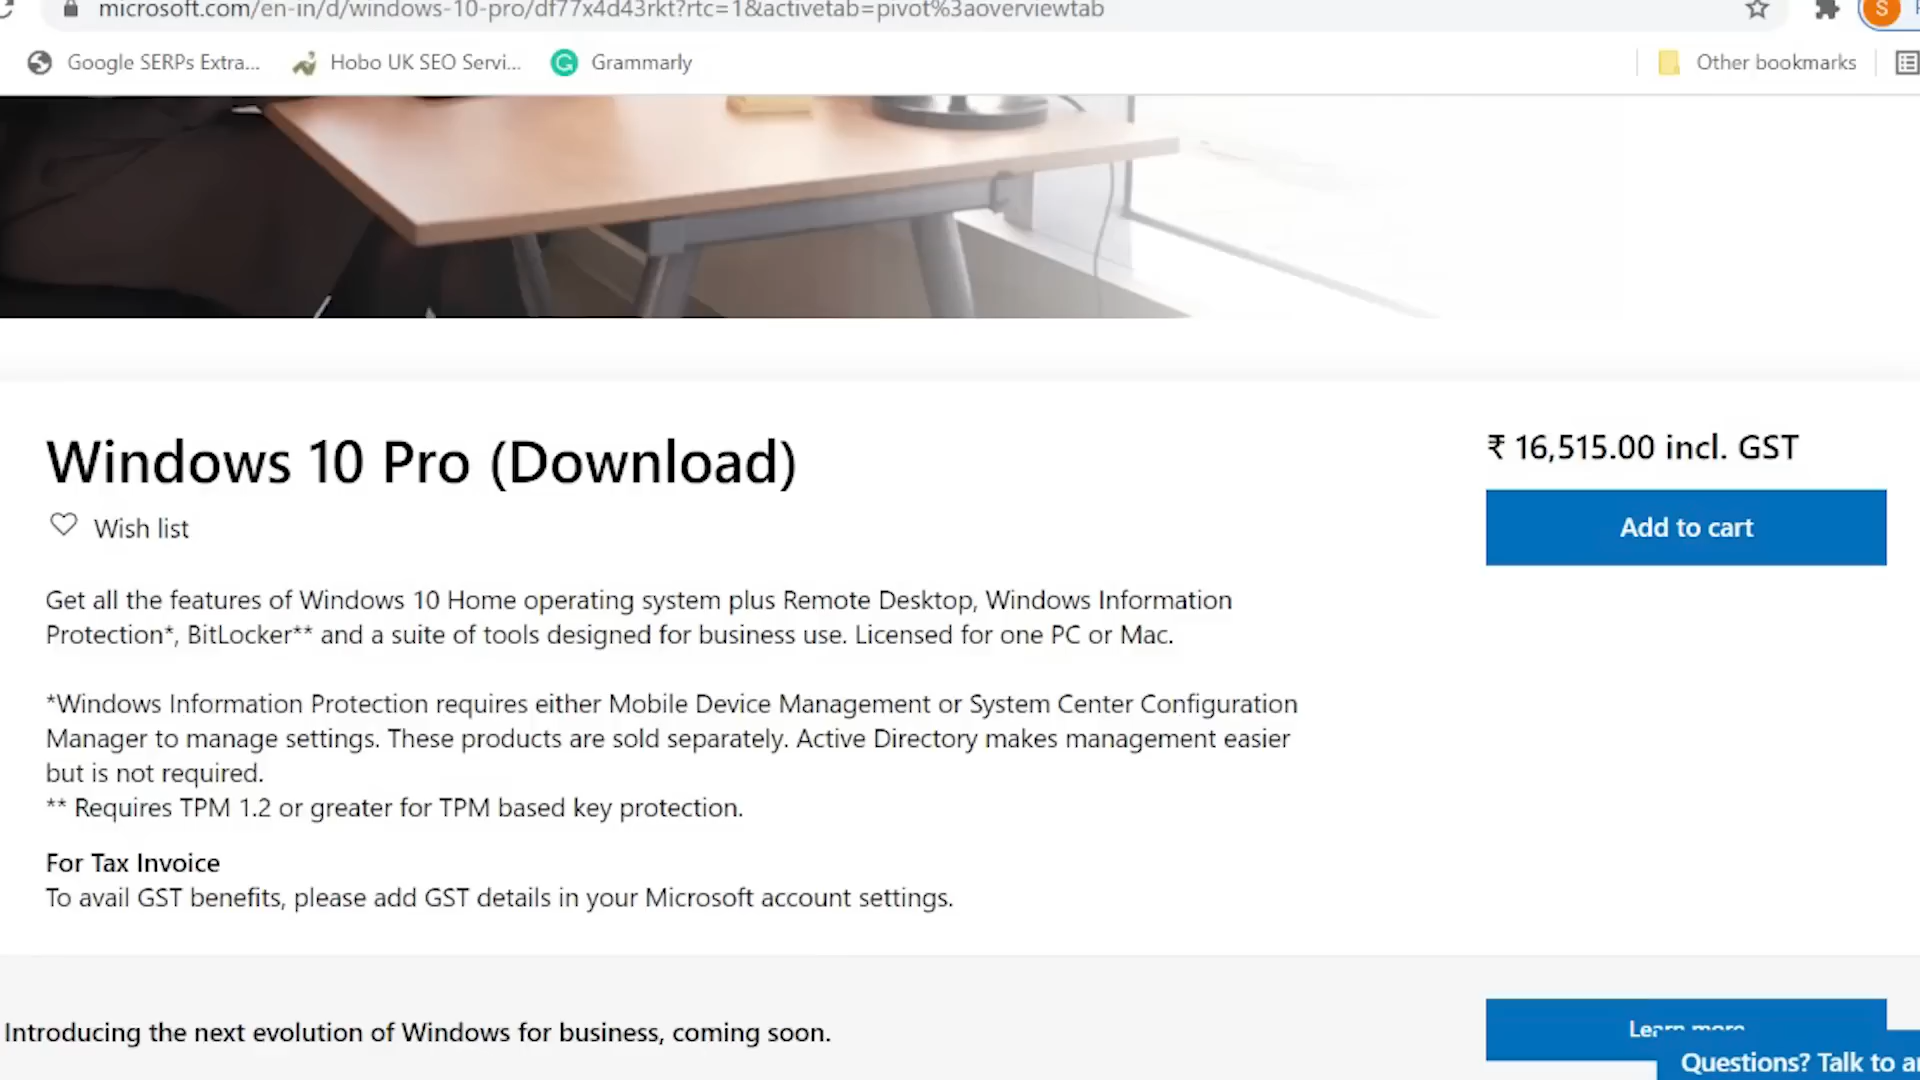 microsoft.com/en-in/d/windows-10-pro/df77x4d43rkt?rtc=1&activetab=pivot%3aoverviewtab
S
Google SERPs Extra... Hobo UK SEO Servi... Grammarly Other bookmarks
Windows 10 Pro (Download)
₹ 16,515.00 incl. GST
Wish list
Add to cart
Get all the features of Windows 10 Home operating system plus Remote Desktop, Windows Information
Protection*, BitLocker** and a suite of tools designed for business use. Licensed for one PC or Mac.
*Windows Information Protection requires either Mobile Device Management or System Center Configuration
Manager to manage settings. These products are sold separately. Active Directory makes management easier
but is not required.
** Requires TPM 1.2 or greater for TPM based key protection.
For Tax Invoice
To avail GST benefits, please add GST details in your Microsoft account settings.
Introducing the next evolution of Windows for business, coming soon.
Learn more
Questions? Talk to